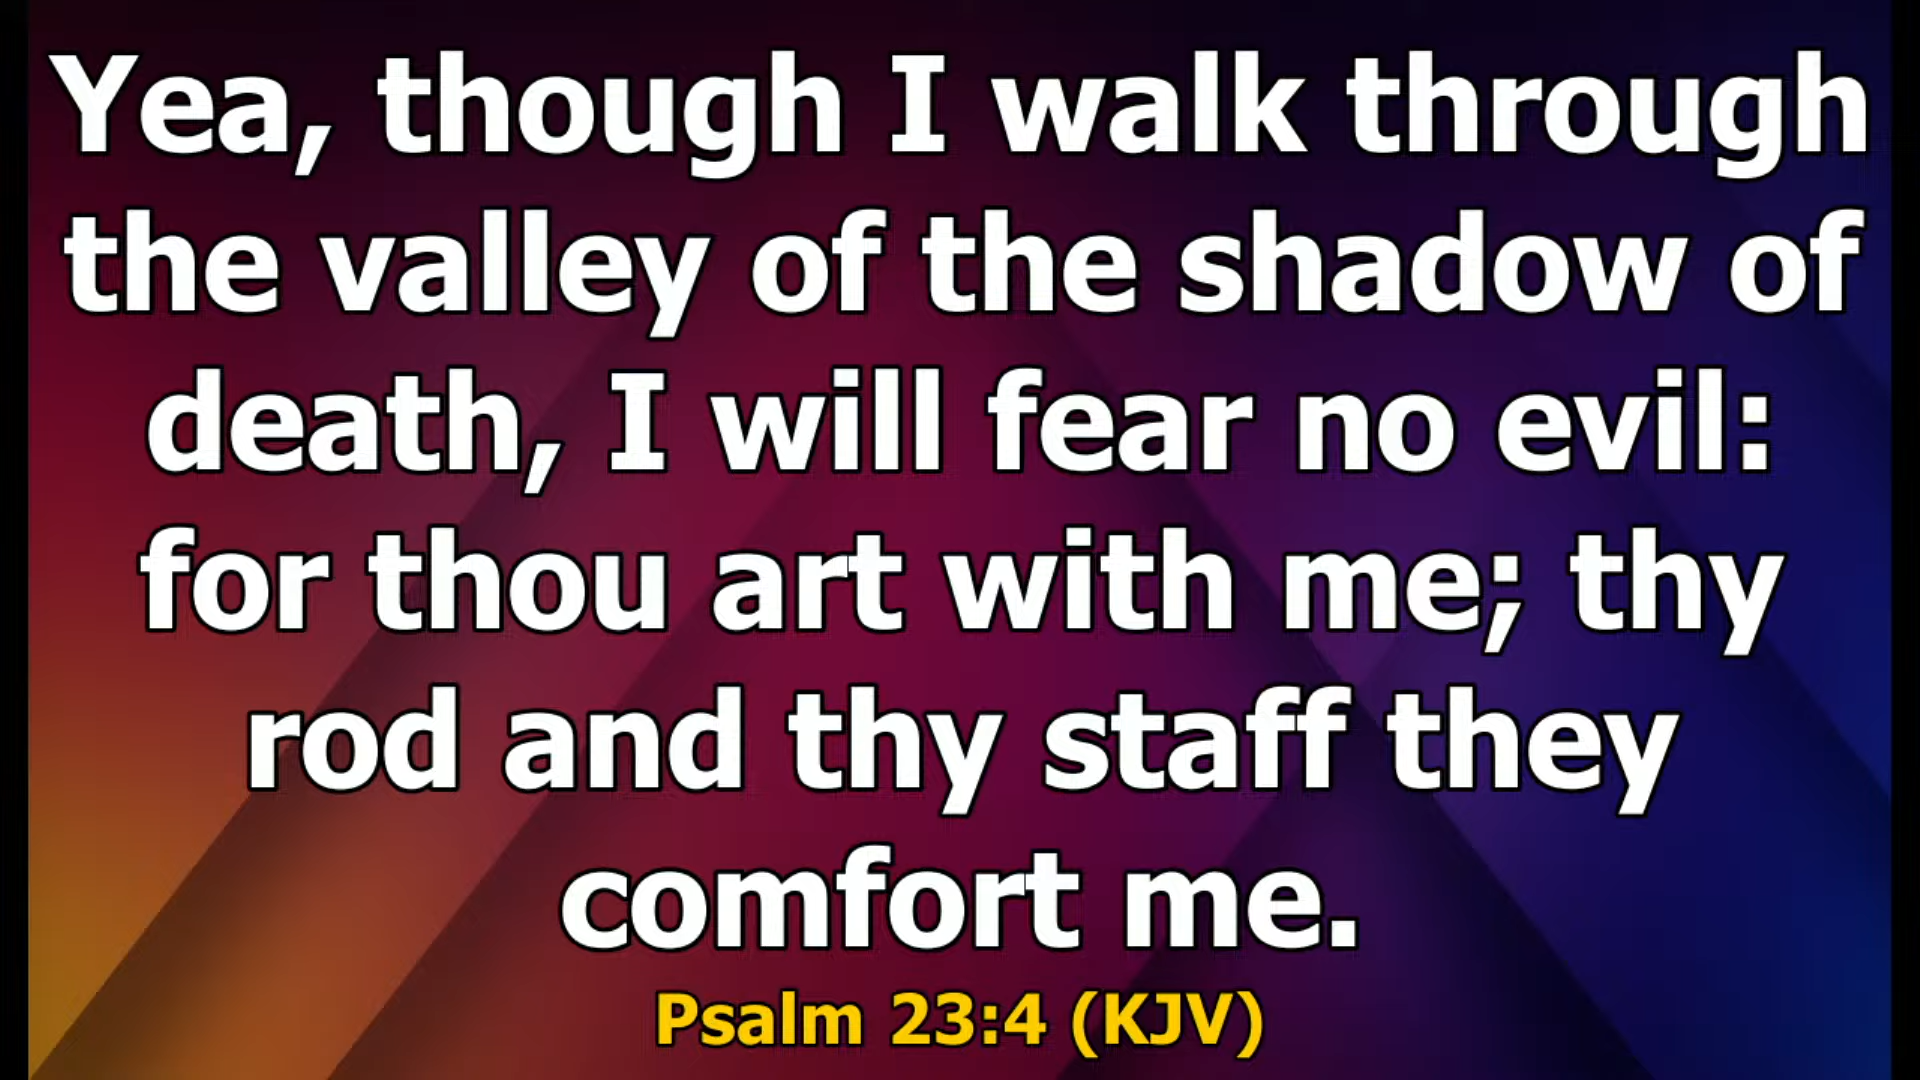 Yea, though I walk through
the valley of the shadow of
death, I will fear no evil:
for thou art with me; thy
rod and thy staff they
comfort me.
Psalm 23:4 (KJV)